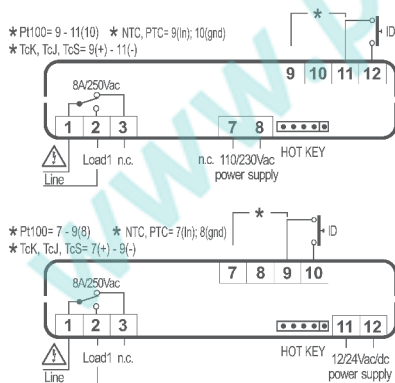 * Pt100= 9 - 11(10) * NTC, PTC= 9(In); 10(gnd)
* TcK, TcJ, TcS= 9(+) - 11(-)
*
ID
9 10 11 12
8A/250Vac
1 2 3
7 8
Line
Load1 n.c.
n.c. 110/230Vac
power supply
HOT KEY
* Pt100= 7 - 9(8) * NTC, PTC= 7(In); 8(gnd)
* TcK, TcJ, TcS= 7(+) - 9(-)
*
ID
7 8 9 10
8A/250Vac
1 2 3
11 12
Line
Load1 n.c.
HOT KEY
12/24Vac/dc
power supply
www.p